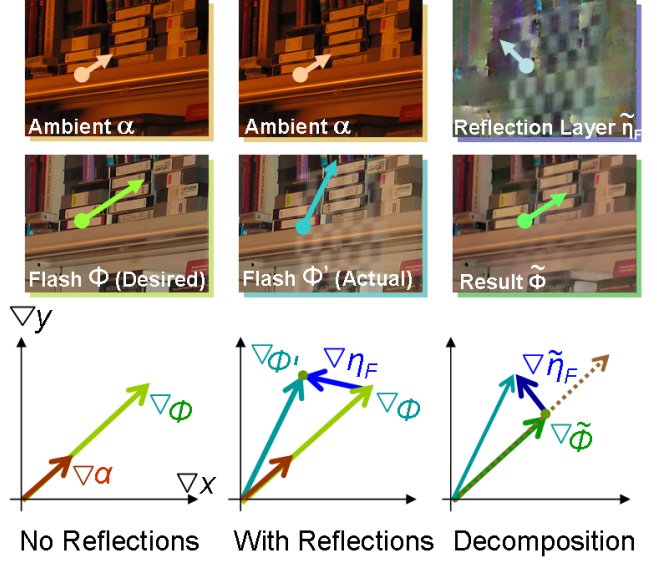 Ambient α
Ambient α
Reflection Layer η̃F
Flash Φ (Desired)
Flash Φ’ (Actual)
Result Φ̃
▽y
▽Φ
▽α
▽x
▽Φ'
▽ηF
▽Φ
▽η̃F
▽Φ̃
No Reflections
With Reflections
Decomposition